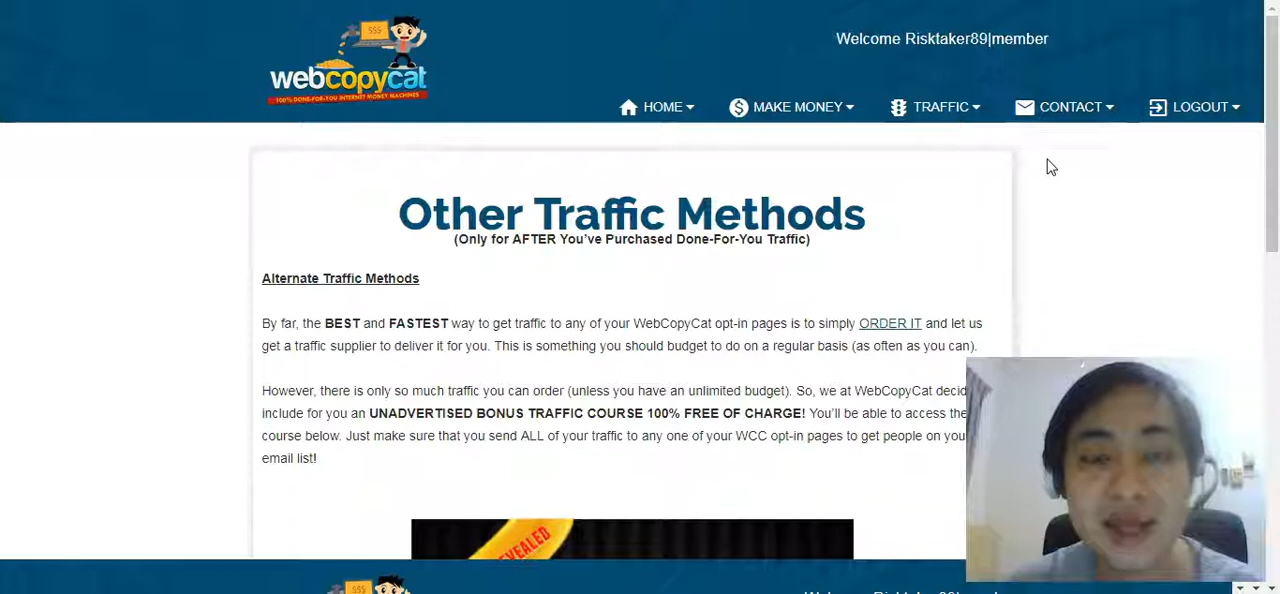 $$$
webcopycat
100% DONE-FOR-YOU INTERNET MONEY MACHINES
Welcome Risktaker89|member
HOME
MAKE MONEY
TRAFFIC
CONTACT
LOGOUT
Other Traffic Methods
(Only for AFTER You've Purchased Done-For-You Traffic)
Alternate Traffic Methods
By far, the BEST and FASTEST way to get traffic to any of your WebCopyCat opt-in pages is to simply ORDER IT and let us
get a traffic supplier to deliver it for you. This is something you should budget to do on a regular basis (as often as you can).
However, there is only so much traffic you can order (unless you have an unlimited budget). So, we at WebCopyCat decid
include for you an UNADVERTISED BONUS TRAFFIC COURSE 100% FREE OF CHARGE! You'll be able to access the
course below. Just make sure that you send ALL of your traffic to any one of your WCC opt-in pages to get people on you
email list!
REVEALED
$$$